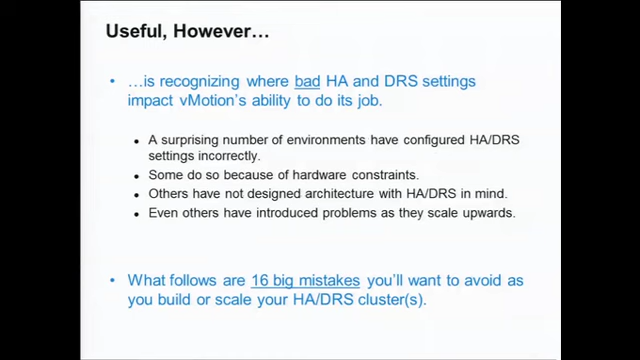 Useful, However…
• …is recognizing where bad HA and DRS settings
impact vMotion's ability to do its job.
• A surprising number of environments have configured HA/DRS
settings incorrectly.
• Some do so because of hardware constraints.
• Others have not designed architecture with HA/DRS in mind.
• Even others have introduced problems as they scale upwards.
• What follows are 16 big mistakes you'll want to avoid as
you build or scale your HA/DRS cluster(s).